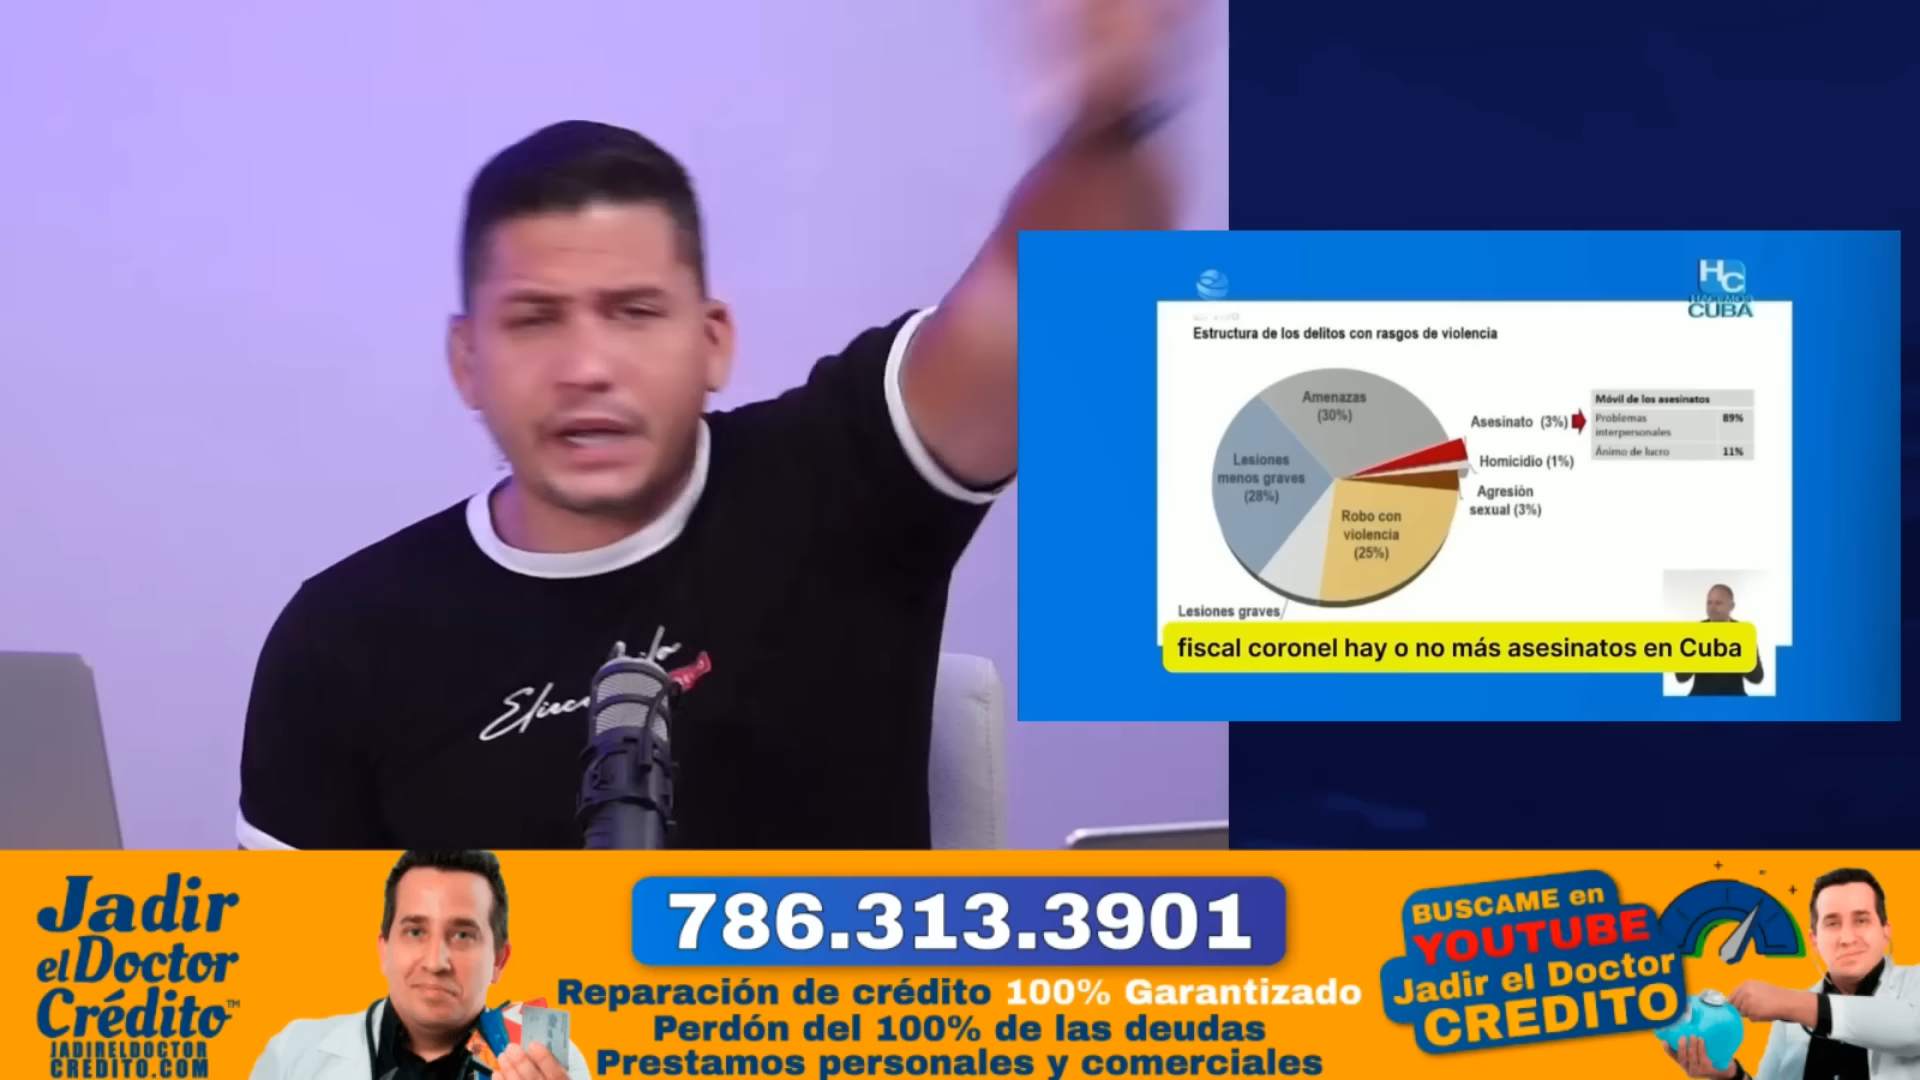 HC
HACEMOS
CUBA
Estructura de los delitos con rasgos de violencia
Amenazas
(30%)
Asesinato (3%)
Móvil de los asesinatos
Problemas
interpersonales
89%
Ánimo de lucro
11%
Homicidio (1%)
Agresión
sexual (3%)
Lesiones
menos graves
(28%)
Robo con
violencia
(25%)
Lesiones graves
fiscal coronel hay o no más asesinatos en Cuba
Jadir
el Doctor
Crédito™
JADIRELDOCTOR
CREDITO.COM
786.313.3901
Reparación de crédito 100% Garantizado
Perdón del 100% de las deudas
Prestamos personales y comerciales
BUSCAME en
YOUTUBE
Jadir el Doctor
CREDITO